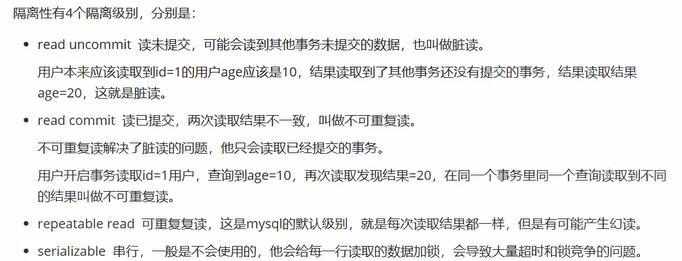 隔离性有4个隔离级别，分别是：
read uncommit 读未提交，可能会读到其他事务未提交的数据，也叫做脏读。
用户本来应该读取到id=1的用户age应该是10，结果读取到了其他事务还没有提交的事务，结果读取结果
age=20，这就是脏读。
read commit 读已提交，两次读取结果不一致，叫做不可重复读。
不可重复读解决了脏读的问题，他只会读取已经提交的事务。
用户开启事务读取id=1用户，查询到age=10，再次读取发现结果=20，在同一个事务里同一个查询读取到不同
的结果叫做不可重复读。
repeatable read 可重复复读，这是mysql的默认级别，就是每次读取结果都一样，但是有可能产生幻读。
serializable 串行，一般是不会使用的，他会给每一行读取的数据加锁，会导致大量超时和锁竞争的问题。